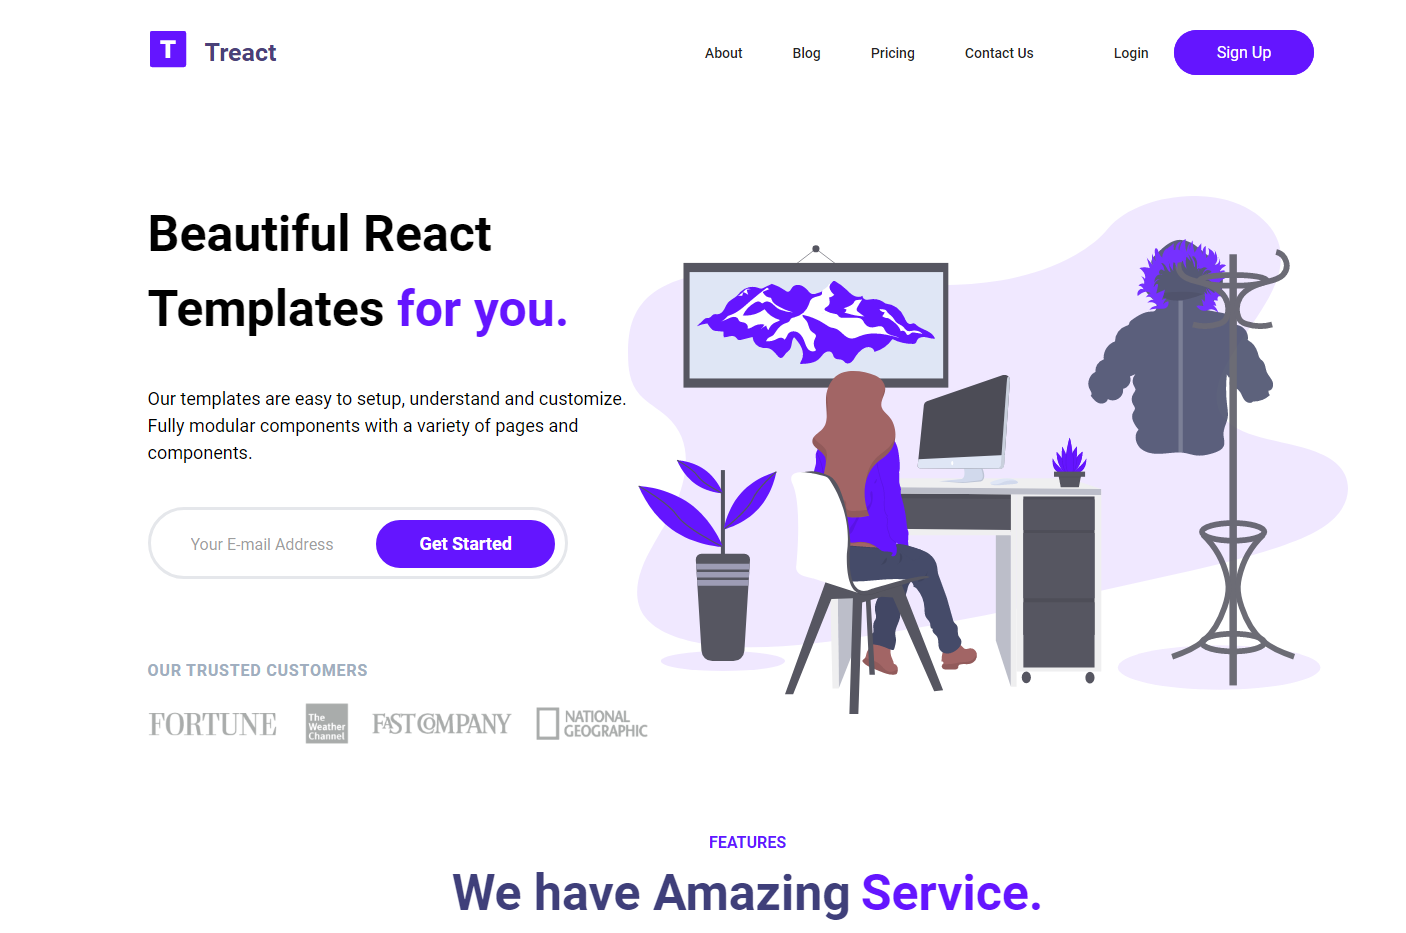 T Treact
About Blog Pricing Contact Us Login Sign Up
Beautiful React
Templates for you.
Our templates are easy to setup, understand and customize.
Fully modular components with a variety of pages and
components.
Your E-mail Address Get Started
OUR TRUSTED CUSTOMERS
FORTUNE
The
Weather
Channel
FAST COMPANY
NATIONAL
GEOGRAPHIC
FEATURES
We have Amazing Service.